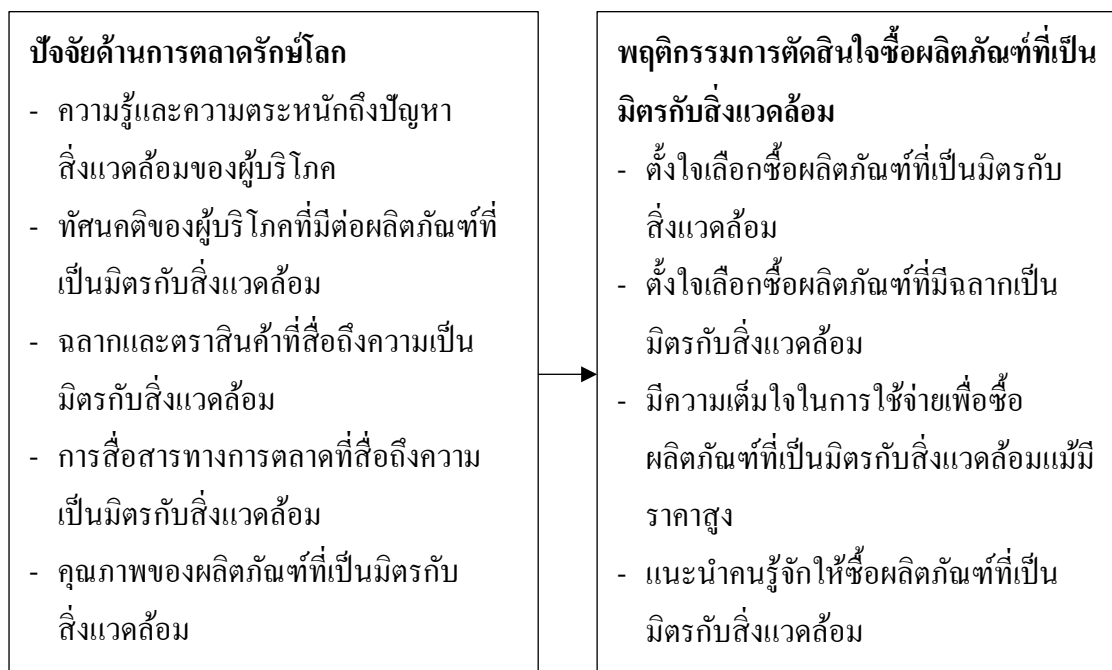 ปัจจัยด้านการตลาดรักษ์โลก
- ความรู้และความตระหนักถึงปัญหา
สิ่งแวดล้อมของผู้บริโภค
- ทัศนคติของผู้บริโภคที่มีต่อผลิตภัณฑ์ที่
เป็นมิตรกับสิ่งแวดล้อม
- ฉลากและตราสินค้าที่สื่อถึงความเป็น
มิตรกับสิ่งแวดล้อม
- การสื่อสารทางการตลาดที่สื่อถึงความ
เป็นมิตรกับสิ่งแวดล้อม
- คุณภาพของผลิตภัณฑ์ที่เป็นมิตรกับ
สิ่งแวดล้อม
พฤติกรรมการตัดสินใจซื้อผลิตภัณฑ์ที่เป็น
มิตรกับสิ่งแวดล้อม
- ตั้งใจเลือกซื้อผลิตภัณฑ์ที่เป็นมิตรกับ
สิ่งแวดล้อม
- ตั้งใจเลือกซื้อผลิตภัณฑ์ที่มีฉลากเป็น
มิตรกับสิ่งแวดล้อม
- มีความเต็มใจในการใช้จ่ายเพื่อซื้อ
ผลิตภัณฑ์ที่เป็นมิตรกับสิ่งแวดล้อมแม้มี
ราคาสูง
- แนะนำคนรู้จักให้ซื้อผลิตภัณฑ์ที่เป็น
มิตรกับสิ่งแวดล้อม